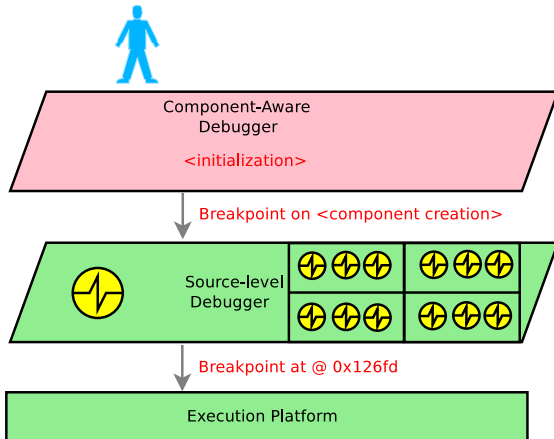 Component-Aware
Debugger
<initialization>
Breakpoint on <component creation>
Source-level
Debugger
Breakpoint at @ 0x126fd
Execution Platform